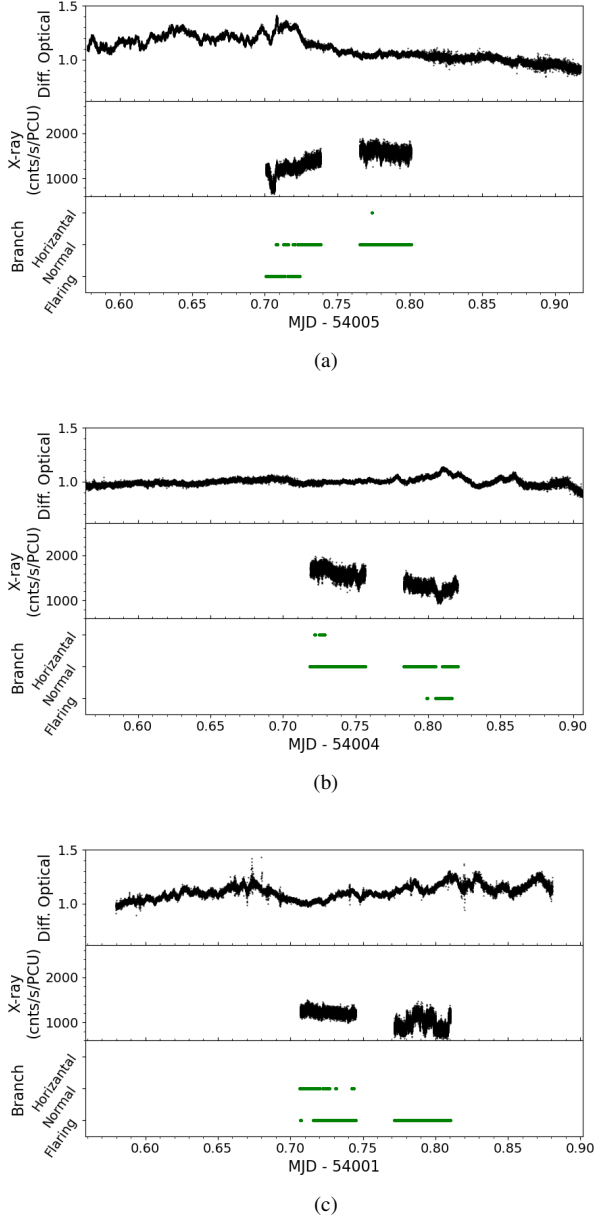 1.5
1.0
Diff. Optical
2000
1000
X-ray
(cnts/s/PCU)
Horizantal
Normal
Flaring
Branch
0.60 0.65 0.70 0.75 0.80 0.85 0.90
MJD - 54005
(a)
1.5
1.0
Diff. Optical
2000
1000
X-ray
(cnts/s/PCU)
Horizantal
Normal
Flaring
Branch
0.60 0.65 0.70 0.75 0.80 0.85 0.90
MJD - 54004
(b)
1.5
1.0
Diff. Optical
2000
1000
X-ray
(cnts/s/PCU)
Horizantal
Normal
Flaring
Branch
0.60 0.65 0.70 0.75 0.80 0.85 0.90
MJD - 54001
(c)